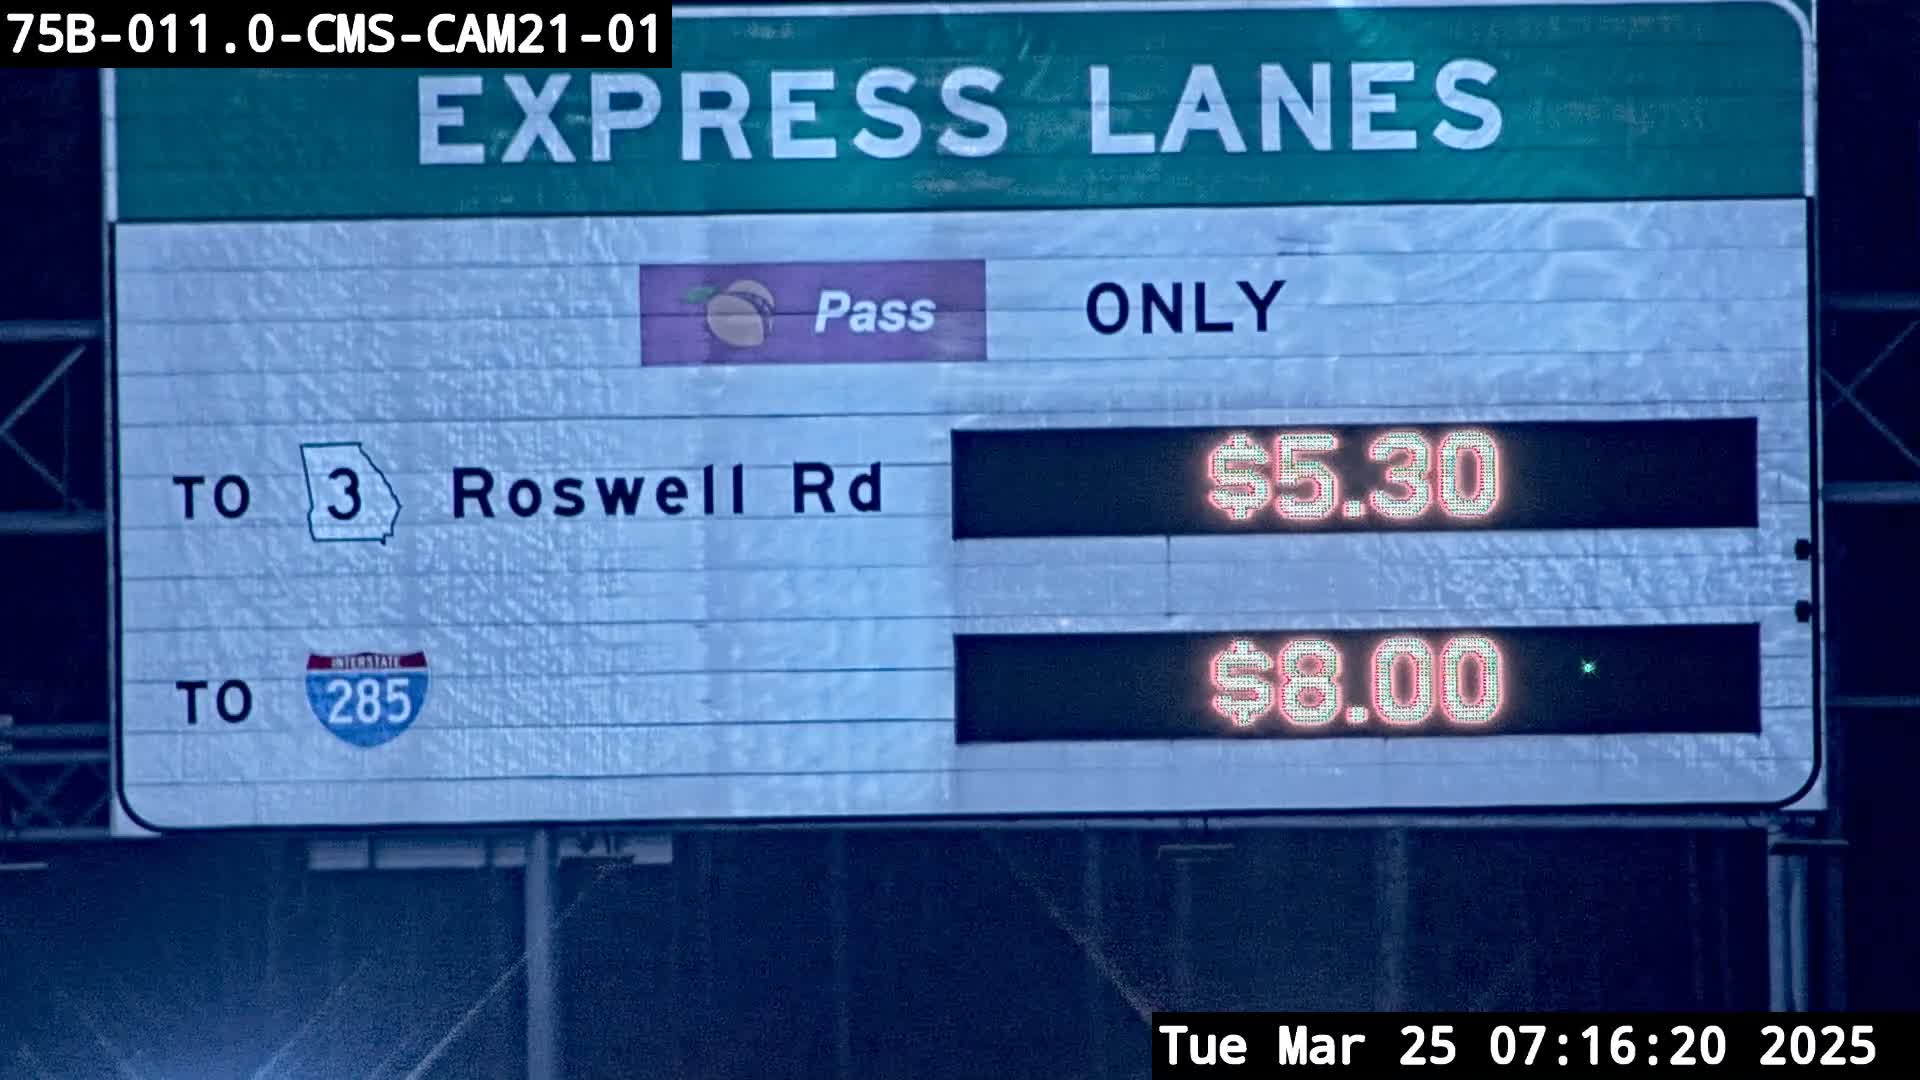 75B-011.0-CMS-CAM21-01
EXPRESS LANES
Pass ONLY
TO 3 Roswell Rd $5.30
TO INTERSTATE 285 $8.00
Tue Mar 25 07:16:20 2025